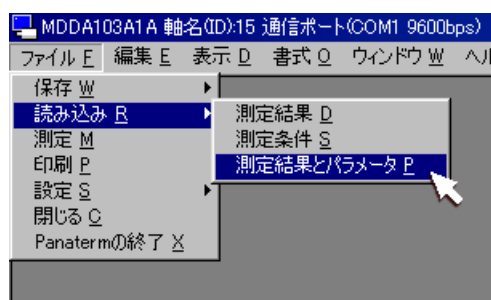 MDDA103A1A 軸名(ID):15 通信ポート(COM1 9600bps)
ファイル F 編集 E 表示 D 書式 O ウィンドウ W
保存 W
読み込み R
測定 M
印刷 P
設定 S
閉じる C
Panatermの終了 X
測定結果 D
測定条件 S
測定結果とパラメータ P